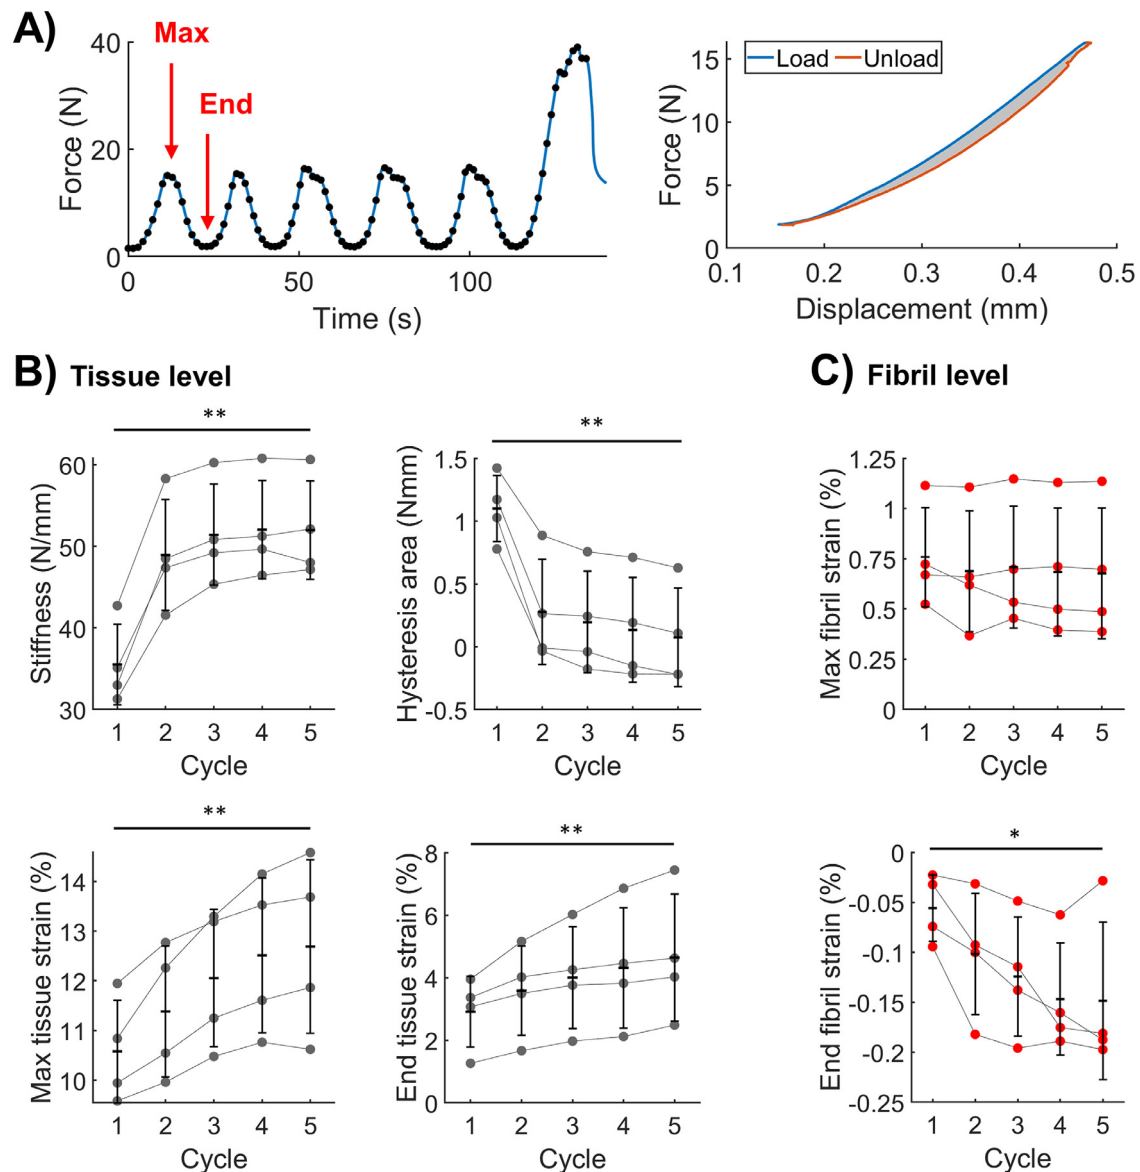 A)
Max
End
Force (N)
40
20
0
0
50
100
Time (s)
Load
Unload
Force (N)
15
10
5
0
0.1
0.2
0.3
0.4
0.5
Displacement (mm)
B) Tissue level
**
Stiffness (N/mm)
60
50
40
30
1 2 3 4 5
Cycle
**
Hysteresis area (Nmm)
1.5
1
0.5
0
-0.5
1 2 3 4 5
Cycle
C) Fibril level
Max fibril strain (%)
1.25
1
0.75
0.5
0.25
0
1 2 3 4 5
Cycle
**
Max tissue strain (%)
14
13
12
11
10
1 2 3 4 5
Cycle
**
End tissue strain (%)
8
6
4
2
0
1 2 3 4 5
Cycle
*
End fibril strain (%)
0
-0.05
-0.1
-0.15
-0.2
-0.25
1 2 3 4 5
Cycle